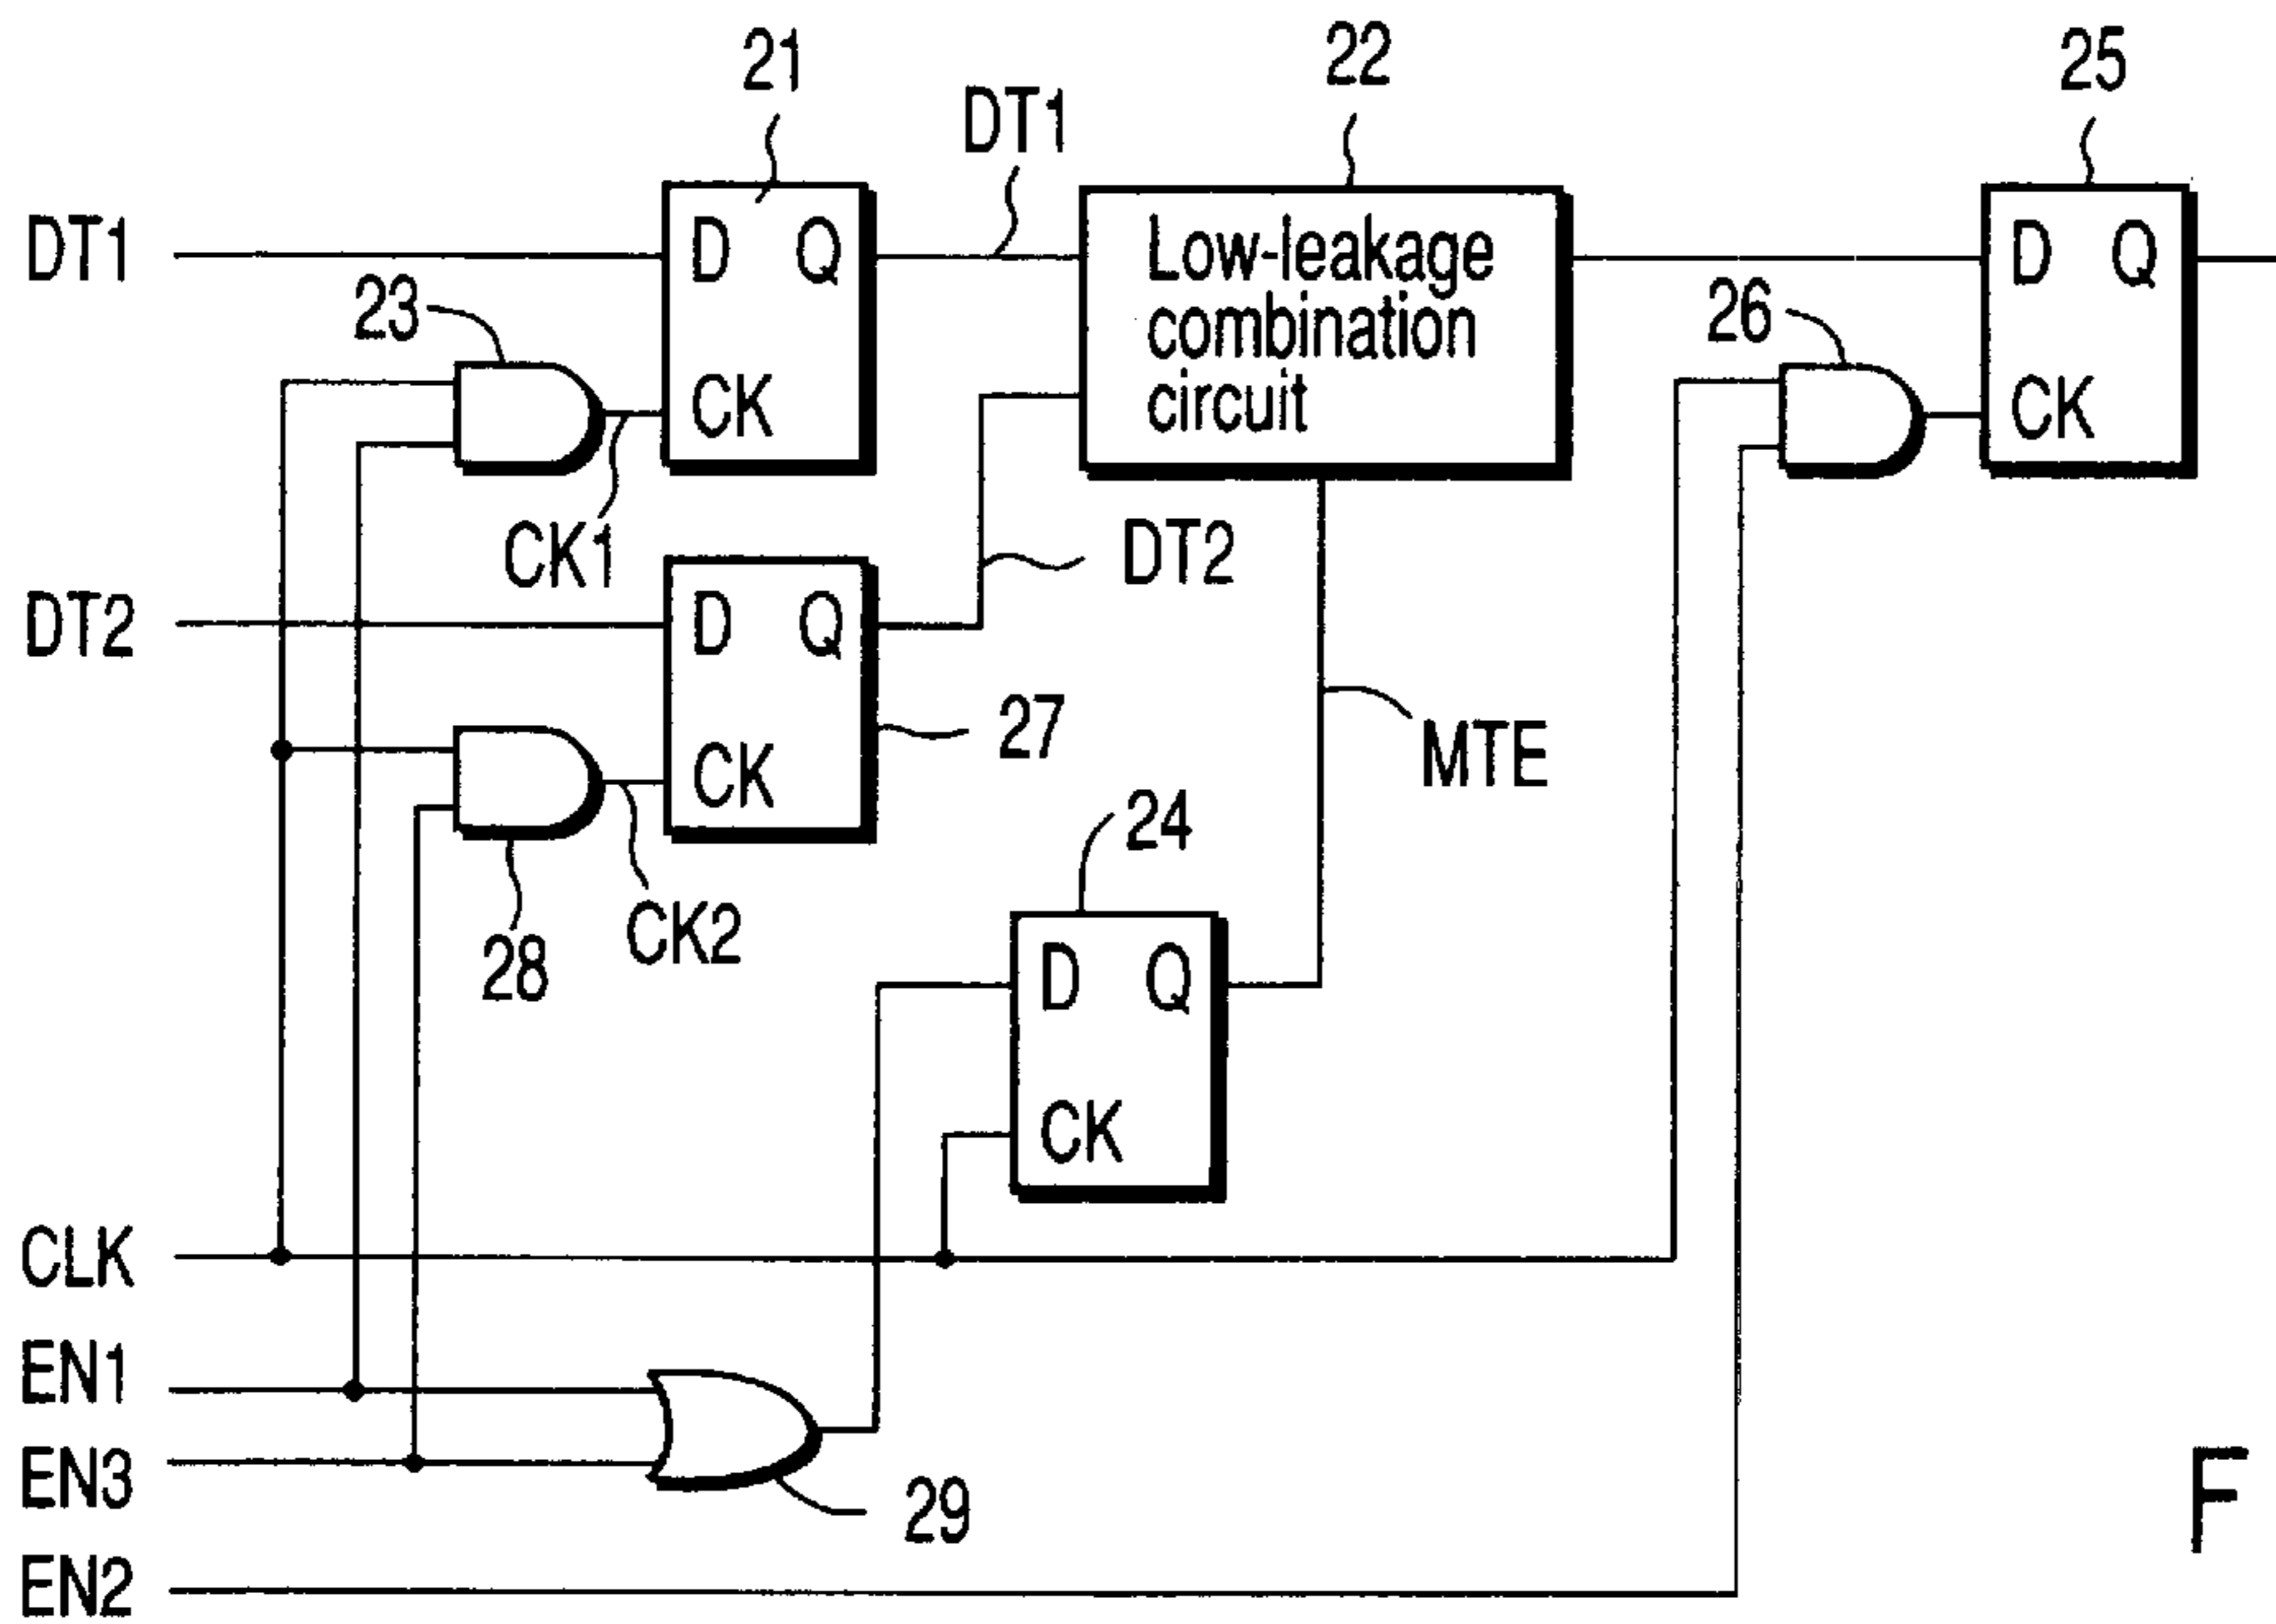 21
22
25
DT1
DT1
D Q
CK
Low-leakage
combination
circuit
D Q
CK
23
26
CK1
DT2
DT2
D Q
CK
27
MTE
28
CK2
24
D Q
CK
CLK
EN1
EN3
29
EN2
F